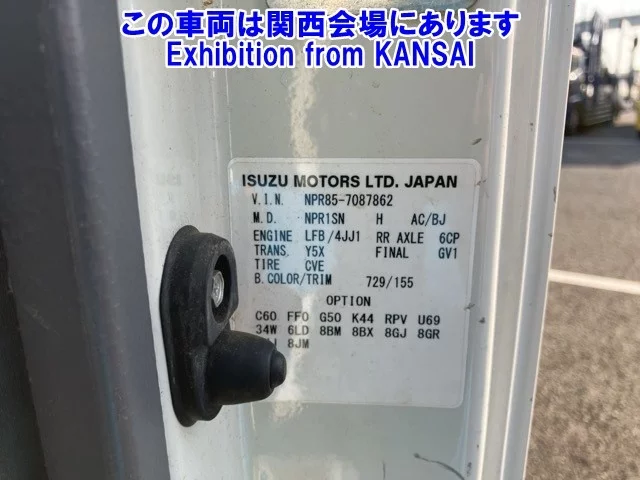 この車両は関西会場にあります
Exhibition from KANSAI
ISUZU MOTORS LTD. JAPAN
V.I.N. NPR85-7087862
M.D. NPR1SN H AC/BJ
ENGINE LFB/4JJ1 RR AXLE 6CP
TRANS. Y5X FINAL GV1
TIRE CVE
B.COLOR/TRIM 729/155
OPTION
C60 FF0 G50 K44 RPV U69
34W 6LD 8BM 8BX 8GJ 8GR
8JM